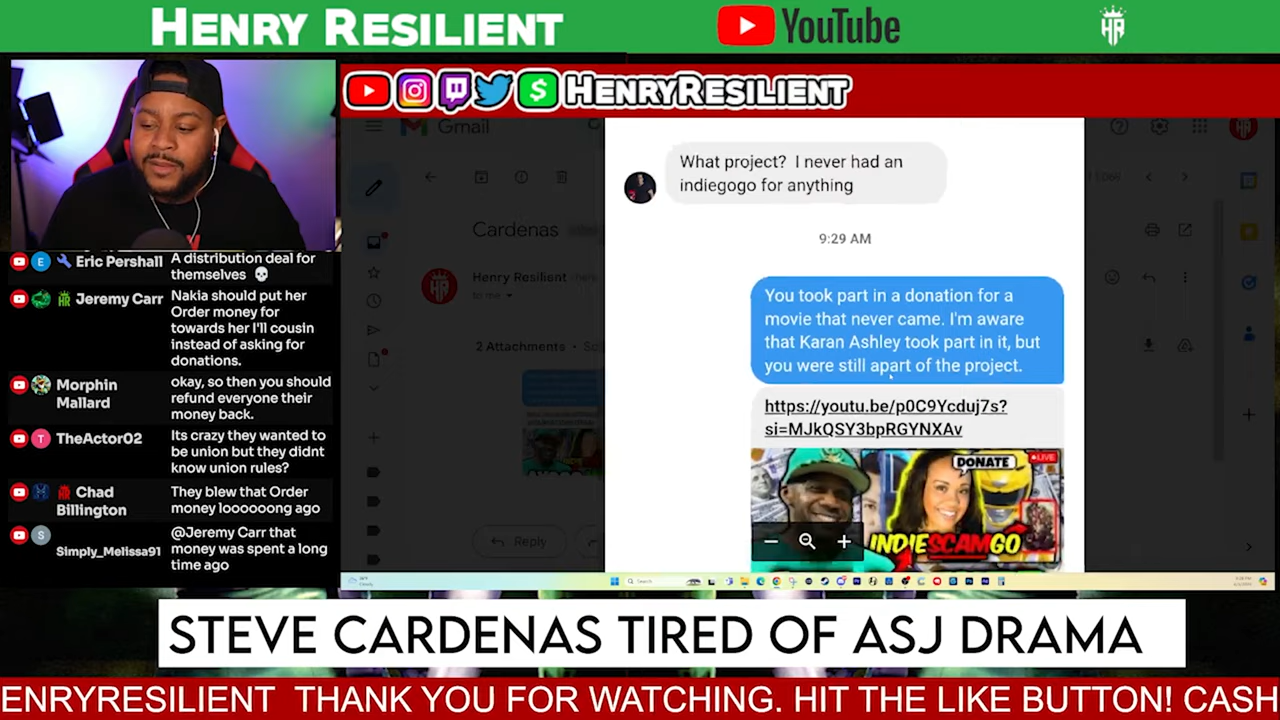 HENRY RESILIENT
YouTube
HR
HENRYRESILIENT
Gmail
What project? I never had an
indiegogo for anything
Cardenas
9:29 AM
Henry Resilient
to me
You took part in a donation for a
movie that never came. I'm aware
that Karan Ashley took part in it, but
you were still apart of the project.
2 Attachments
https://youtu.be/p0C9Ycduj7s?
si=MJkQSY3bpRGYNXAv
DONATE
LIVE
INDIESCAMGO
Reply
Search
Eric Pershall A distribution deal for
themselves
Jeremy Carr Nakia should put her
Order money for
towards her I'll cousin
instead of asking for
donations.
Morphin okay, so then you should
Mallard refund everyone their
money back.
TheActor02 Its crazy they wanted to
be union but they didnt
know union rules?
Chad They blew that Order
Billington money loooooong ago
Simply_Melissa91 @Jeremy Carr that
money was spent a long
time ago
STEVE CARDENAS TIRED OF ASJ DRAMA
ENRYRESILIENT THANK YOU FOR WATCHING. HIT THE LIKE BUTTON! CASH